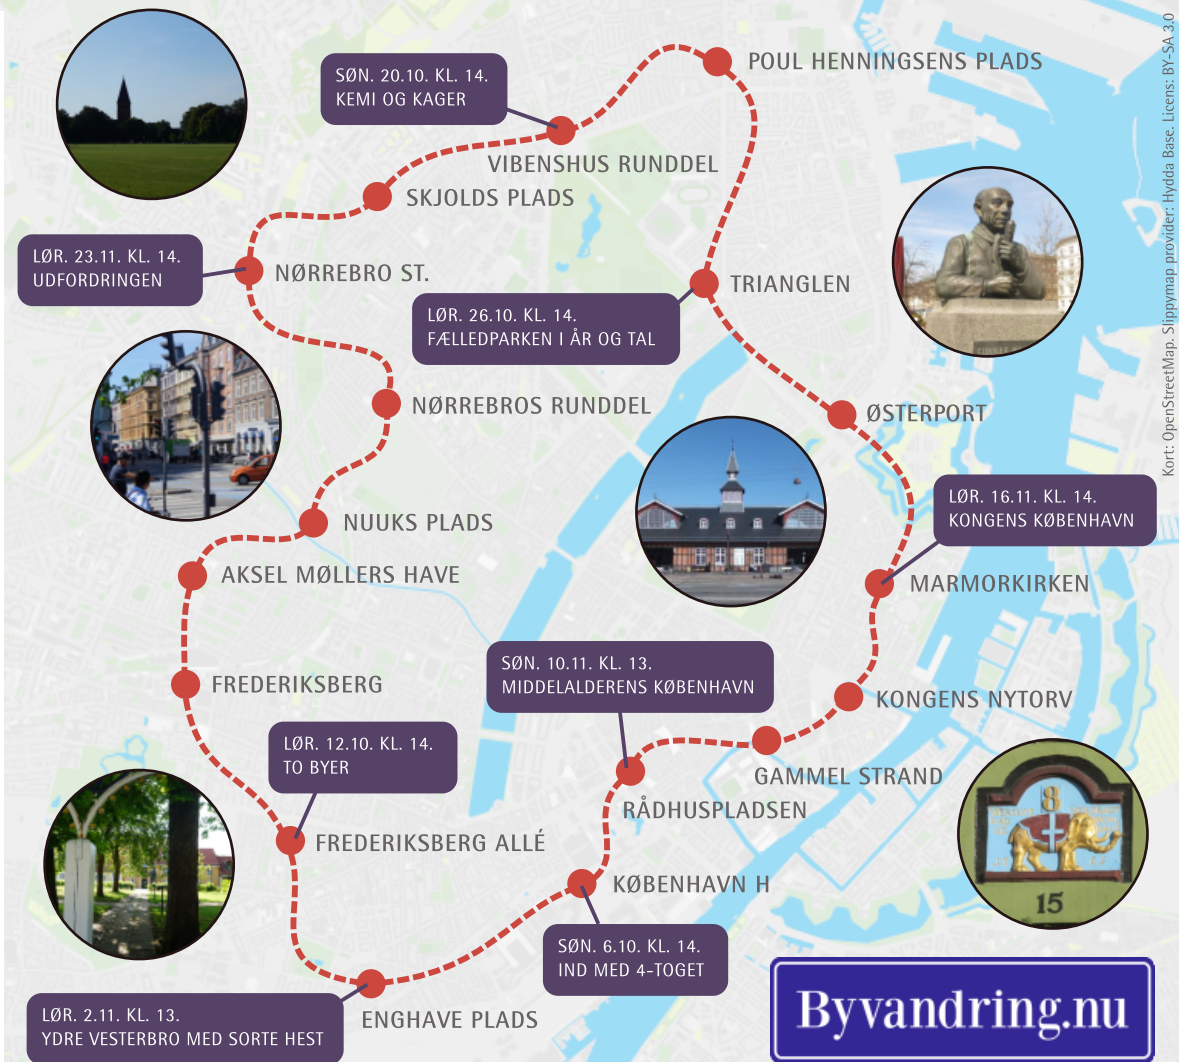 POUL HENNINGSENS PLADS
SØN. 20.10. KL. 14.
KEMI OG KAGER
VIBENSHUS RUNDDEL
SKJOLDS PLADS
LØR. 23.11. KL. 14.
UDFORDRINGEN
NØRREBRO ST.
TRIANGLEN
LØR. 26.10. KL. 14.
FÆLLEDPARKEN I ÅR OG TAL
NØRREBROS RUNDDEL
ØSTERPORT
LØR. 16.11. KL. 14.
KONGENS KØBENHAVN
NUUKS PLADS
AKSEL MØLLERS HAVE
MARMORKIRKEN
SØN. 10.11. KL. 13.
MIDDELALDERENS KØBENHAVN
FREDERIKSBERG
KONGENS NYTORV
LØR. 12.10. KL. 14.
TO BYER
GAMMEL STRAND
RÅDHUSPLADSEN
FREDERIKSBERG ALLÉ
KØBENHAVN H
8
15
SØN. 6.10. KL. 14.
IND MED 4-TOGET
LØR. 2.11. KL. 13.
YDRE VESTERBRO MED SORTE HEST
ENGHAVE PLADS
Byvandring.nu
Kort: OpenStreetMap. Slippymap provider: Hydda Base. Licens: BY-SA 3.0